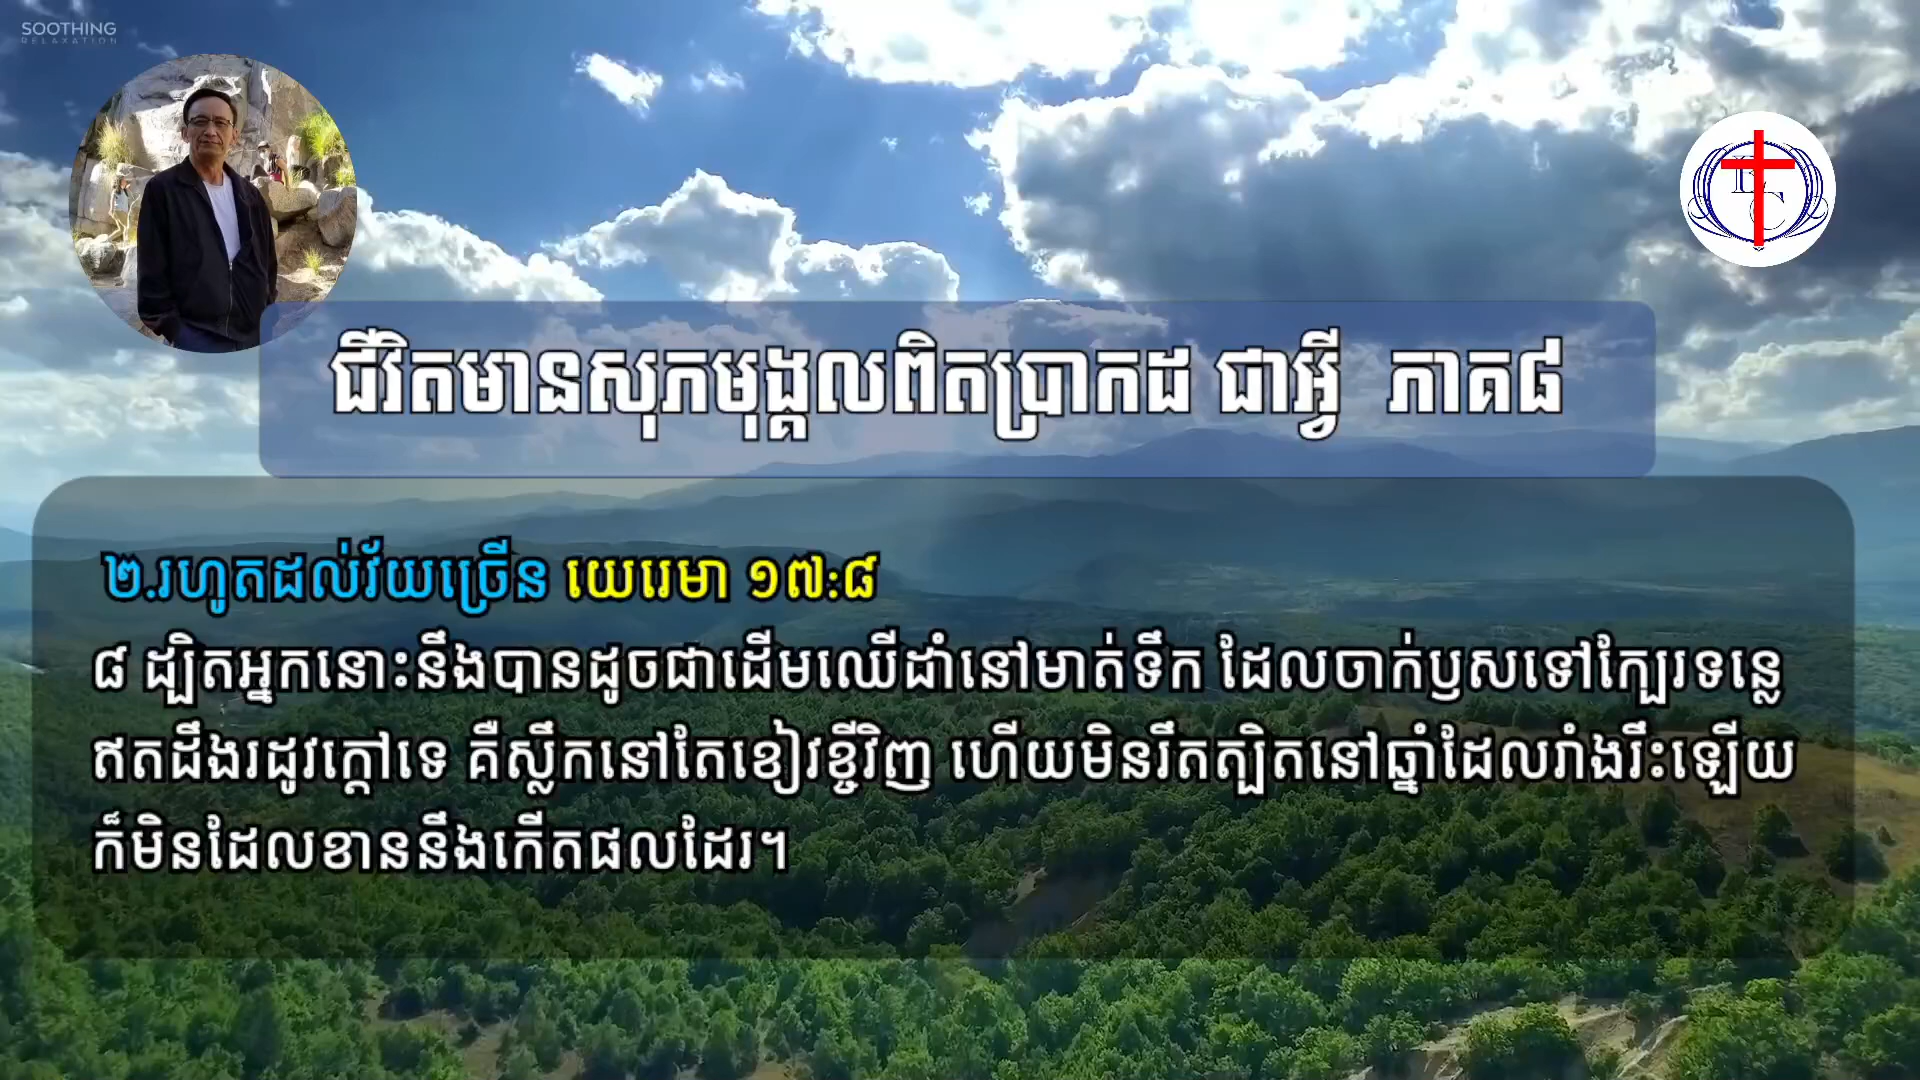 SOOTHING
RELAXATION
ជីវិតមានសុភមង្គលពិតប្រាកដ ជាអ្វី ភាគ៨
២.រហូតដល់វ័យច្រើន យេរេមា ១៧:៨
៨ ដ្បិតអ្នកនោះនឹងបានដូចជាដើមឈើដាំនៅមាត់ទឹក ដែលចាក់ឫសទៅក្បែរទន្លេ
ឥតដឹងរដូវក្តៅទេ គឺស្លឹកនៅតែខៀវខ្ចីវិញ ហើយមិនរឹតត្បិតនៅឆ្នាំដែលរាំងរឹះឡើយ
ក៏មិនដែលខាននឹងកើតផលដែរ។